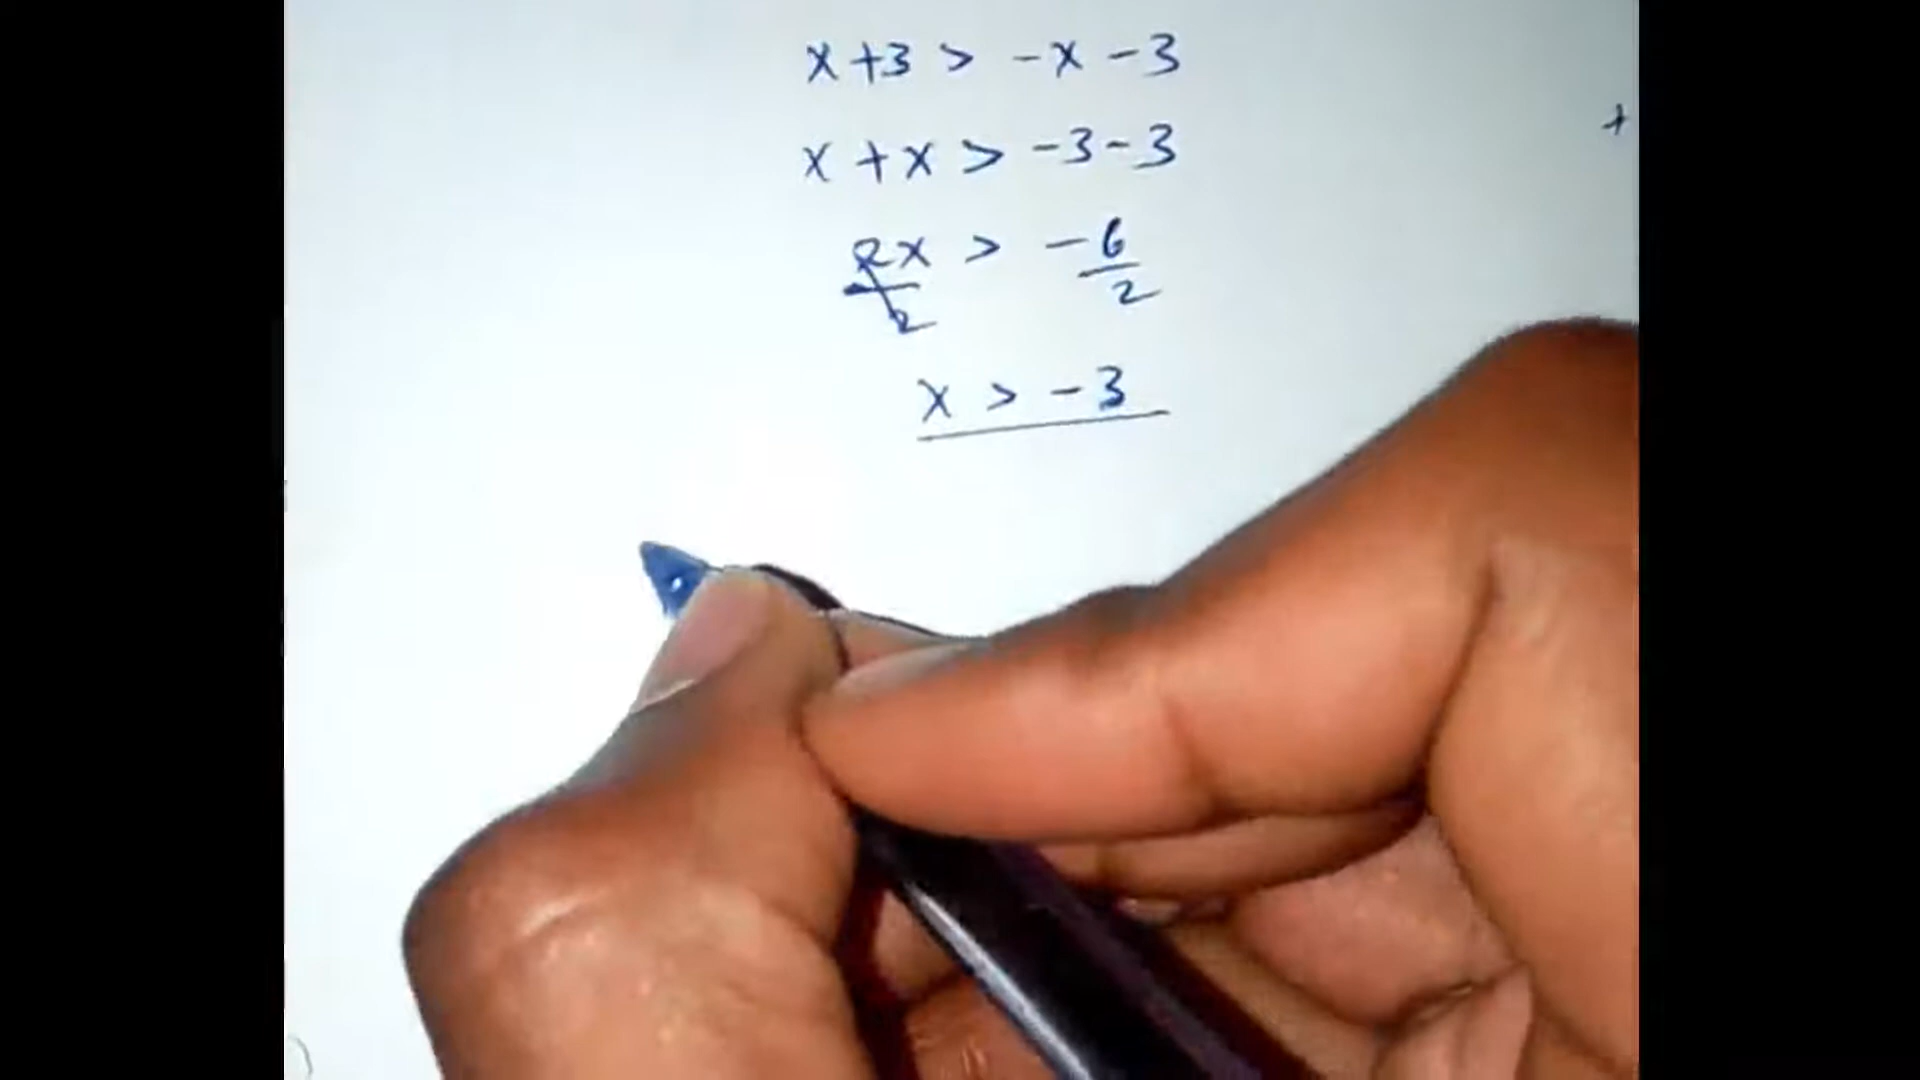 x + 3 > - x - 3
+
x + x > - 3 - 3
2x/2 > - 6/2
x > - 3